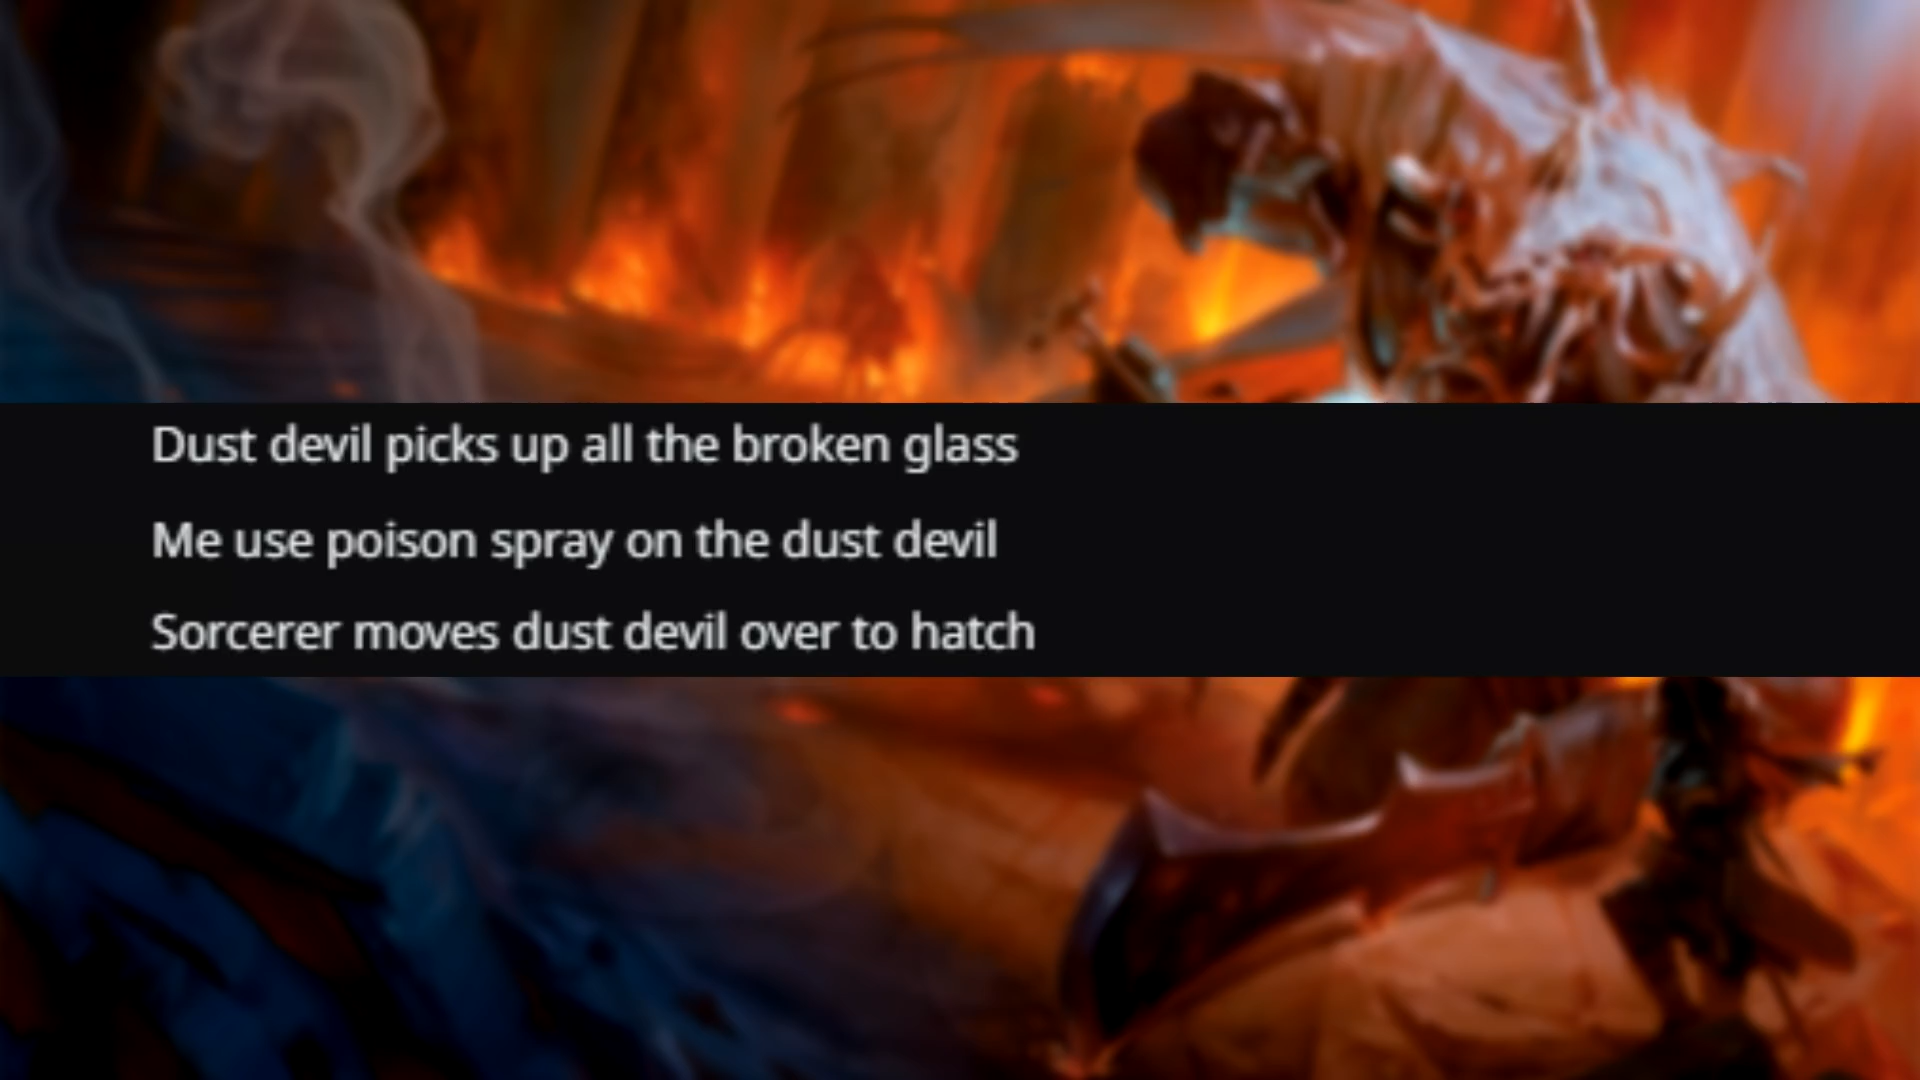 Dust devil picks up all the broken glass
Me use poison spray on the dust devil
Sorcerer moves dust devil over to hatch